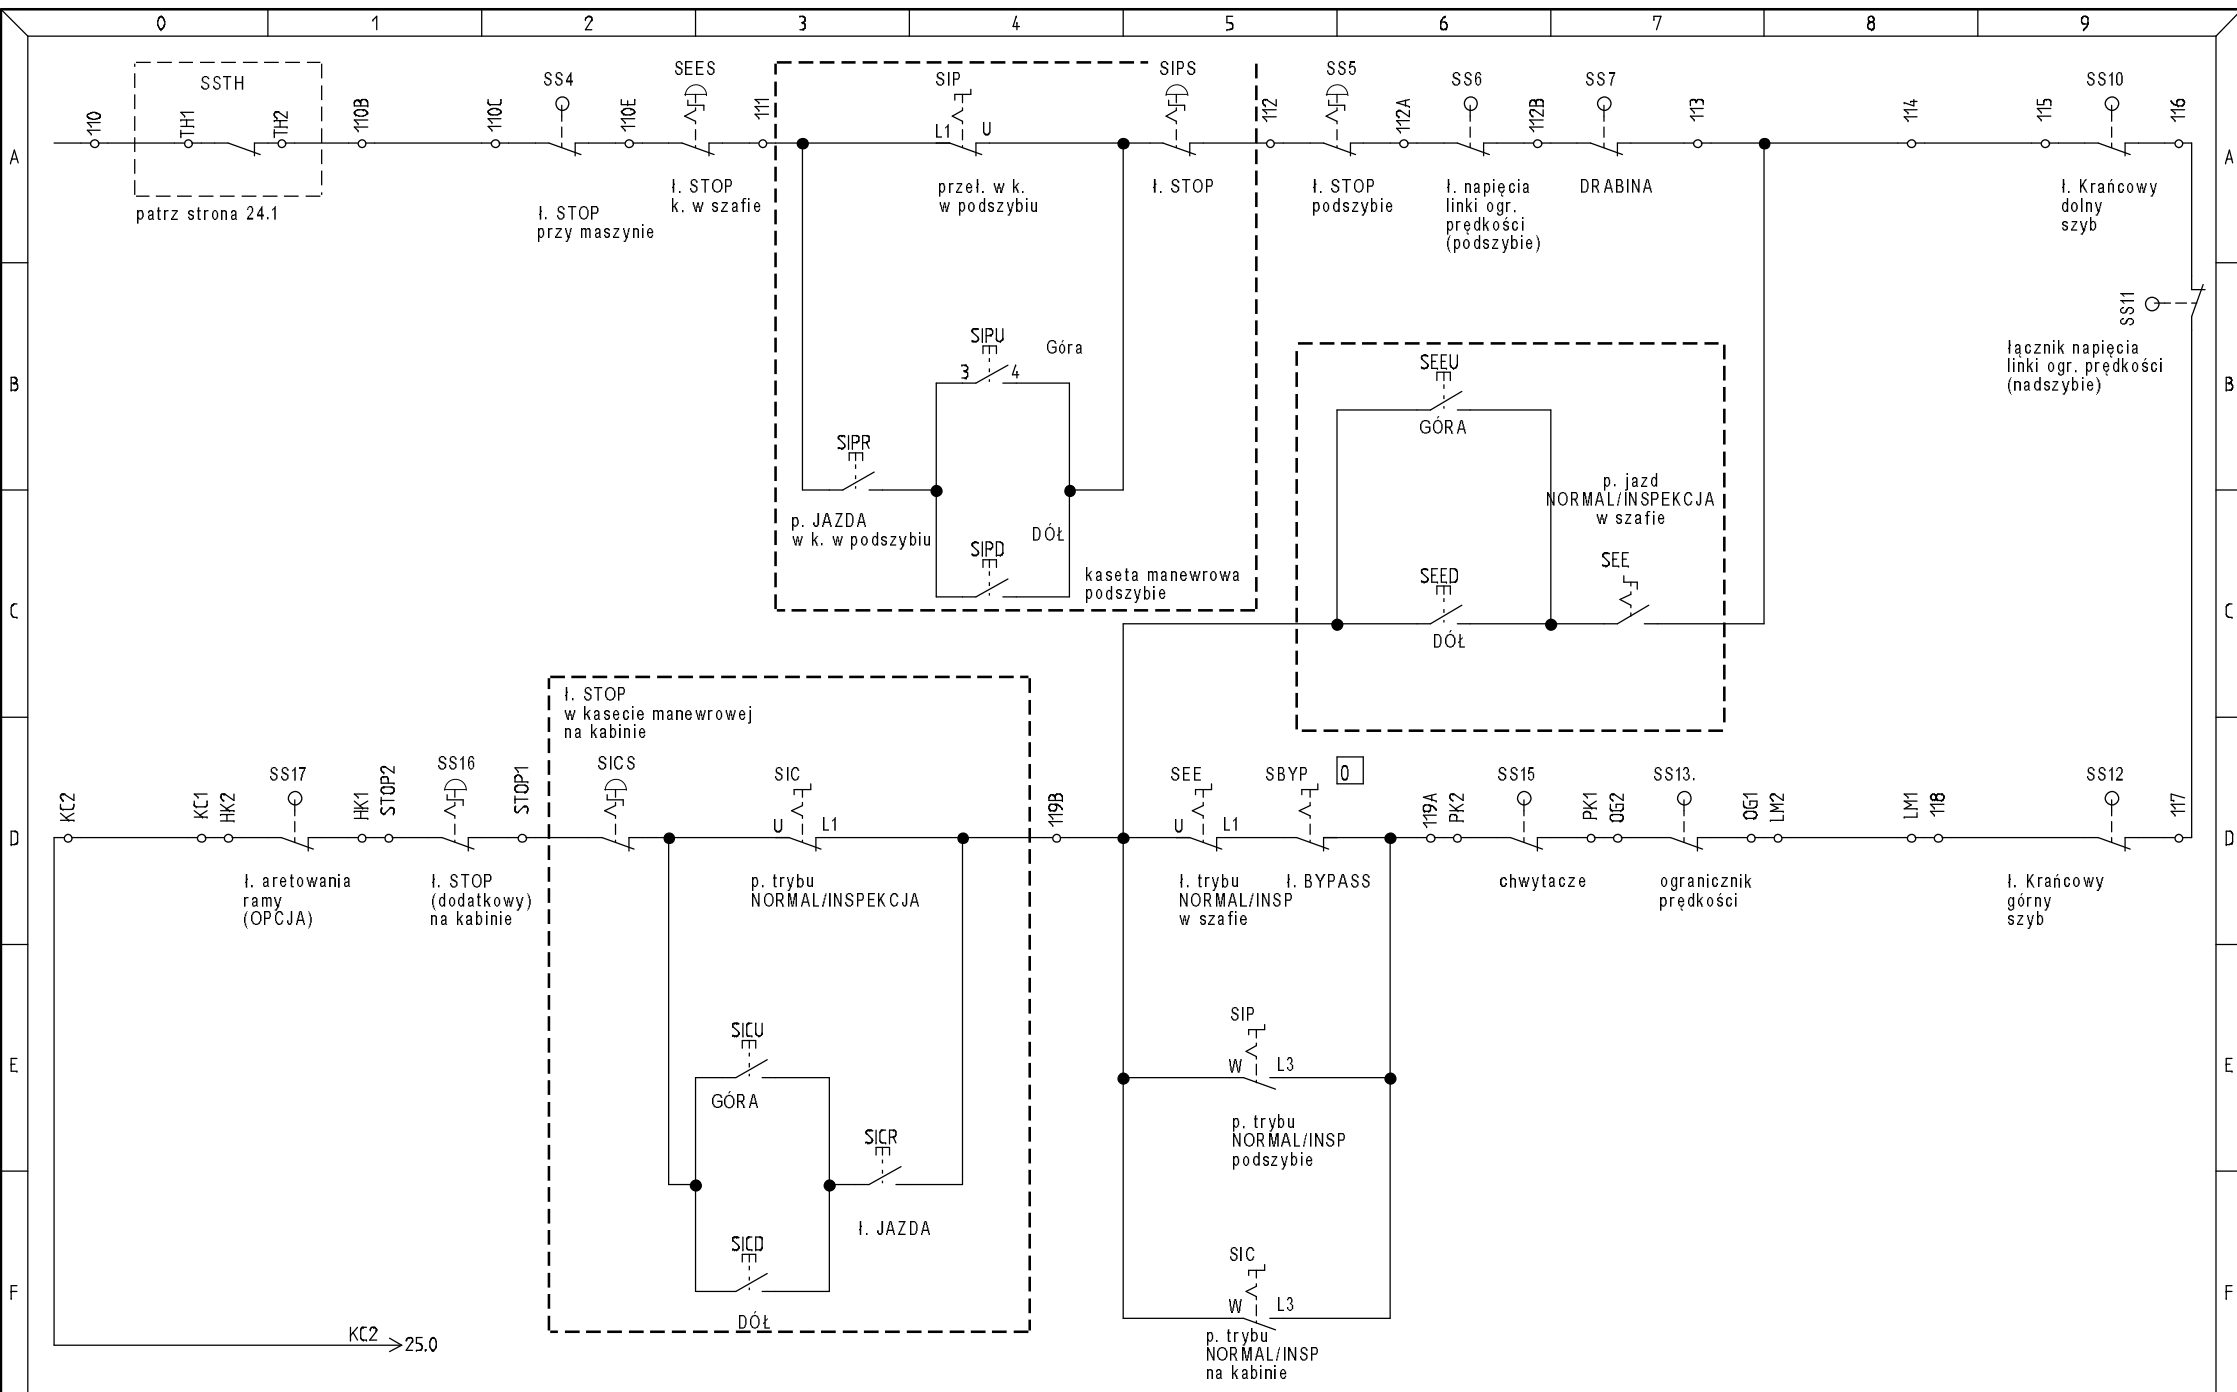 0 1 2 3 4 5 6 7 8 9
A
SSTH
110
TH1
TH2
110B
patrz strona 24.1
110C
SS4
110E
ł. STOP
przy maszynie
SEES
111
ł. STOP
k. w szafie
SIP
L1 U
przeł. w k.
w podszybiu
SIPS
112
ł. STOP
SS5
112A
ł. STOP
podszybie
SS6
112B
ł. napięcia
linki ogr.
prędkości
(podszybie)
SS7
113
DRABINA
114
115
SS10
116
ł. Krańcowy
dolny
szyb
A
B
SIPU
3 4
Góra
SIPR
p. JAZDA
w k. w podszybiu
SIPD
DÓŁ
kaseta manewrowa
podszybie
SEEU
GÓRA
p. jazd
NORMAL/INSPEKCJA
w szafie
SEE
SEED
DÓŁ
SS11
łącznik napięcia
linki ogr. prędkości
(nadszybie)
B
C
C
ł. STOP
w kasecie manewrowej
na kabinie
D
KC2
KC1
HK2
SS17
HK1
STOP2
SS16
STOP1
SICS
SIC
U L1
119B
SEE
U L1
SBYP
0
119A
PK2
SS15
PK1
OG2
SS13.
OG1
LM2
LM1
118
SS12
117
D
ł. aretowania
ramy
(OPCJA)
ł. STOP
(dodatkowy)
na kabinie
p. trybu
NORMAL/INSPEKCJA
ł. trybu
NORMAL/INSP
w szafie
ł. BYPASS
chwytacze
ogranicznik
prędkości
ł. Krańcowy
górny
szyb
E
SICU
GÓRA
SICR
ł. JAZDA
SICD
DÓŁ
SIP
W L3
p. trybu
NORMAL/INSP
podszybie
E
F
SIC
W L3
p. trybu
NORMAL/INSP
na kabinie
F
KC2
25.0